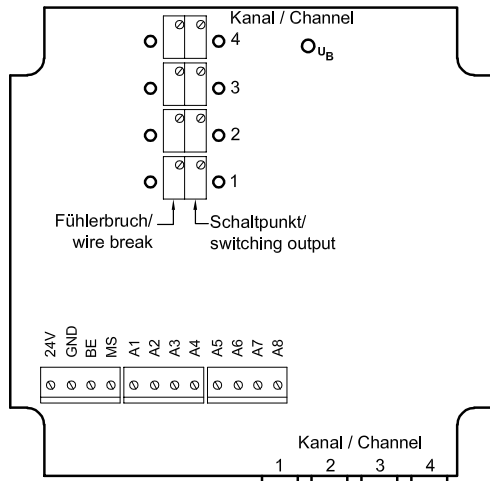 Kanal / Channel
4
U_B
3
2
1
Fühlerbruch/
wire break
Schaltpunkt/
switching output
24V
GND
BE
MS
A1
A2
A3
A4
A5
A6
A7
A8
Kanal / Channel
1 2 3 4